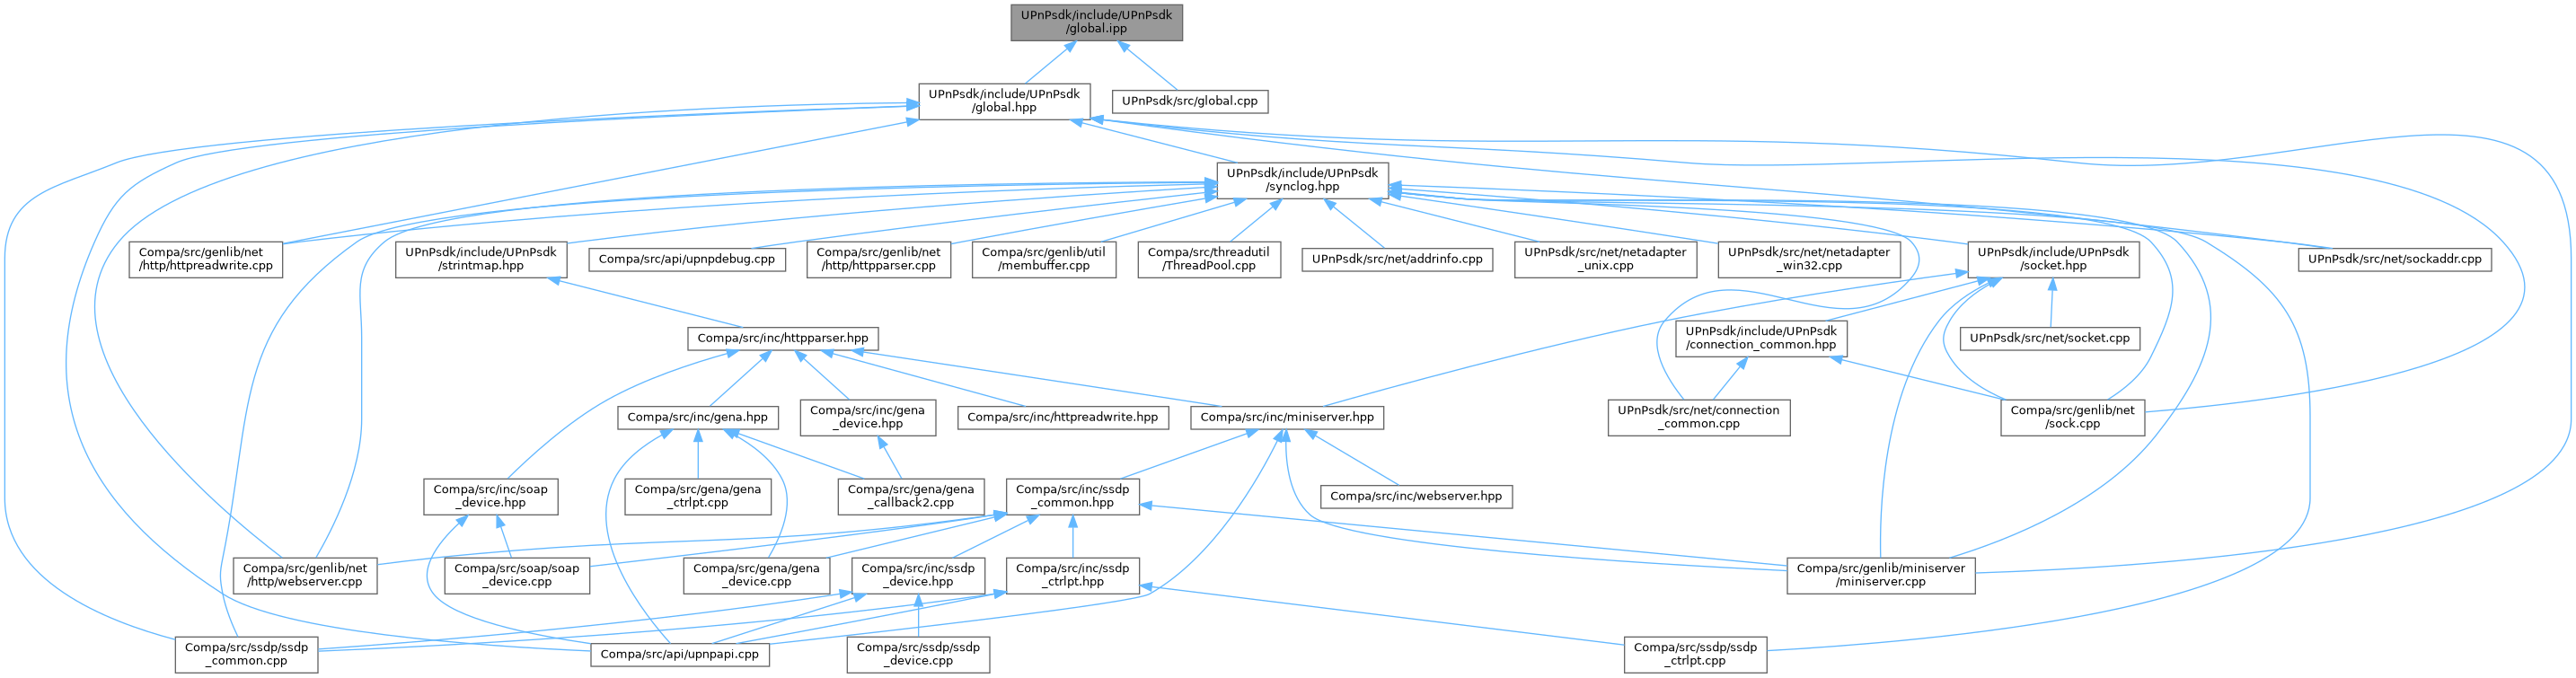 UPnPsdk/include/UPnPsdk
/global.ipp
UPnPsdk/include/UPnPsdk
/global.hpp
UPnPsdk/src/global.cpp
UPnPsdk/include/UPnPsdk
/synclog.hpp
Compa/src/genlib/net
/http/httpreadwrite.cpp
UPnPsdk/include/UPnPsdk
/strintmap.hpp
Compa/src/api/upnpdebug.cpp
Compa/src/genlib/net
/http/httpparser.cpp
Compa/src/genlib/util
/membuffer.cpp
Compa/src/threadutil
/ThreadPool.cpp
UPnPsdk/src/net/addrinfo.cpp
UPnPsdk/src/net/netadapter
_unix.cpp
UPnPsdk/src/net/netadapter
_win32.cpp
UPnPsdk/include/UPnPsdk
/socket.hpp
UPnPsdk/src/net/sockaddr.cpp
Compa/src/inc/httpparser.hpp
UPnPsdk/include/UPnPsdk
/connection_common.hpp
UPnPsdk/src/net/socket.cpp
Compa/src/inc/gena.hpp
Compa/src/inc/gena
_device.hpp
Compa/src/inc/httpreadwrite.hpp
Compa/src/inc/miniserver.hpp
UPnPsdk/src/net/connection
_common.cpp
Compa/src/genlib/net
/sock.cpp
Compa/src/inc/soap
_device.hpp
Compa/src/gena/gena
_ctrlpt.cpp
Compa/src/gena/gena
_callback2.cpp
Compa/src/inc/ssdp
_common.hpp
Compa/src/inc/webserver.hpp
Compa/src/genlib/net
/http/webserver.cpp
Compa/src/soap/soap
_device.cpp
Compa/src/gena/gena
_device.cpp
Compa/src/inc/ssdp
_device.hpp
Compa/src/inc/ssdp
_ctrlpt.hpp
Compa/src/genlib/miniserver
/miniserver.cpp
Compa/src/ssdp/ssdp
_common.cpp
Compa/src/api/upnpapi.cpp
Compa/src/ssdp/ssdp
_device.cpp
Compa/src/ssdp/ssdp
_ctrlpt.cpp